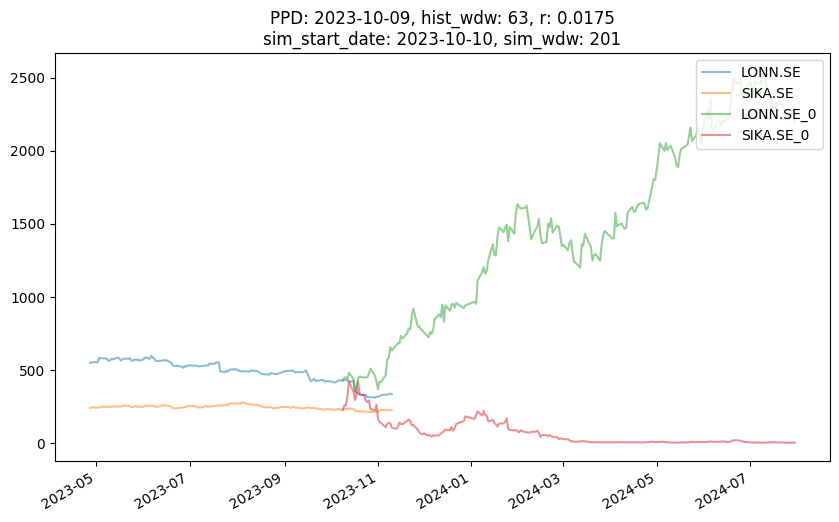 PPD: 2023-10-09, hist_wdw: 63, r: 0.0175
sim_start_date: 2023-10-10, sim_wdw: 201
LONN.SE
SIKA.SE
LONN.SE_0
SIKA.SE_0
2500
2000
1500
1000
500
0
2023-05
2023-07
2023-09
2023-11
2024-01
2024-03
2024-05
2024-07